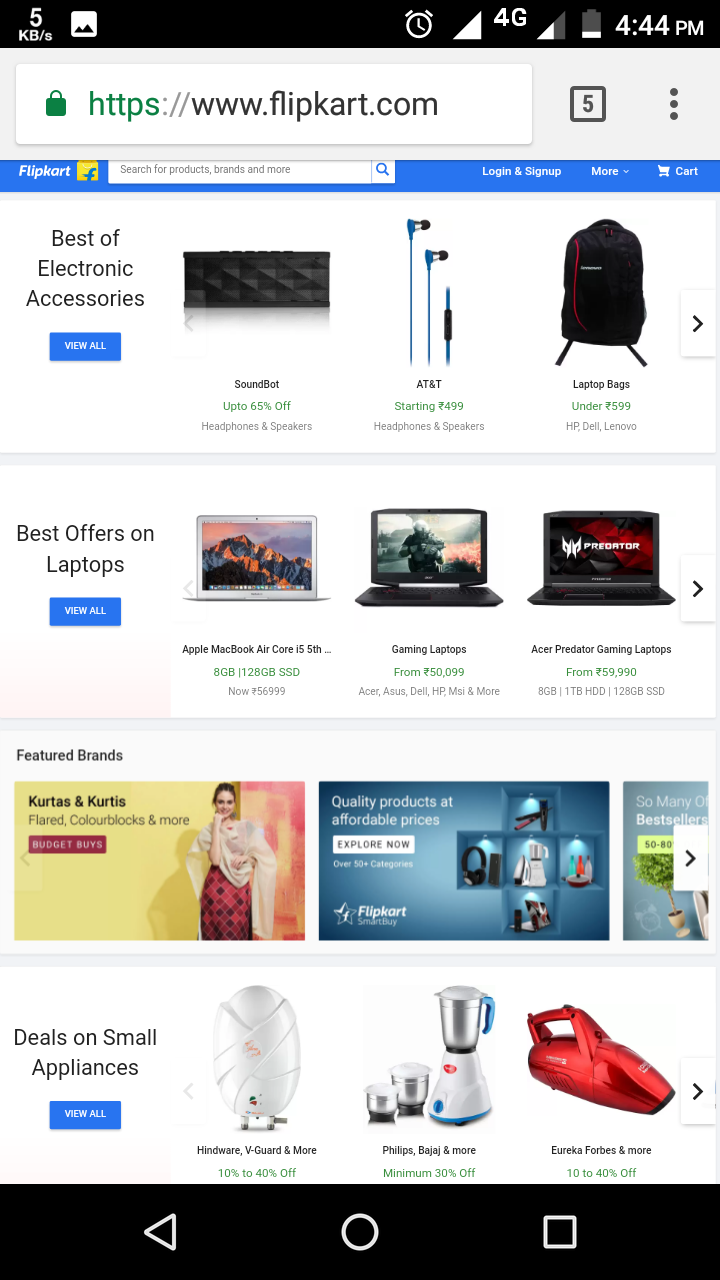 5
KB/s
4G
4:44 PM
https://www.flipkart.com
5
Flipkart
Search for products, brands and more
Login & Signup
More
Cart
Best of
Electronic
Accessories
VIEW ALL
SoundBot
Upto 65% Off
Headphones & Speakers
AT&T
Starting ₹499
Headphones & Speakers
lenovo
Laptop Bags
Under ₹599
HP, Dell, Lenovo
Best Offers on
Laptops
VIEW ALL
Apple MacBook Air Core i5 5th ...
8GB |128GB SSD
Now ₹56999
Gaming Laptops
From ₹50,099
Acer, Asus, Dell, HP, Msi & More
PREDATOR
Acer Predator Gaming Laptops
From ₹59,990
8GB | 1TB HDD | 128GB SSD
Featured Brands
Kurtas & Kurtis
Flared, Colourblocks & more
BUDGET BUYS
Quality products at
affordable prices
EXPLORE NOW
Over 50+ Categories
Flipkart
SmartBuy
So Many Of
Bestsellers
50-80
Deals on Small
Appliances
VIEW ALL
Hindware, V-Guard & More
10% to 40% Off
Philips, Bajaj & more
Minimum 30% Off
Eureka Forbes & more
10 to 40% Off